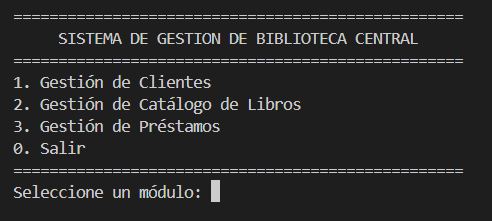 ==================================================
SISTEMA DE GESTION DE BIBLIOTECA CENTRAL
==================================================
1. Gestión de Clientes
2. Gestión de Catálogo de Libros
3. Gestión de Préstamos
0. Salir
==================================================
Seleccione un módulo: